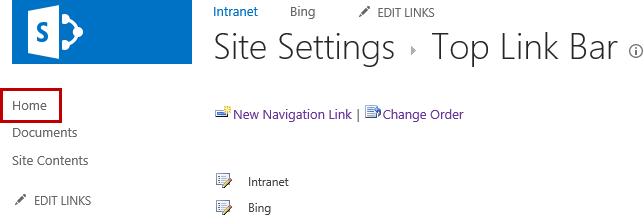 Intranet Bing EDIT LINKS
Site Settings Top Link Bar
Home
New Navigation Link | Change Order
Documents
Site Contents
Intranet
EDIT LINKS
Bing